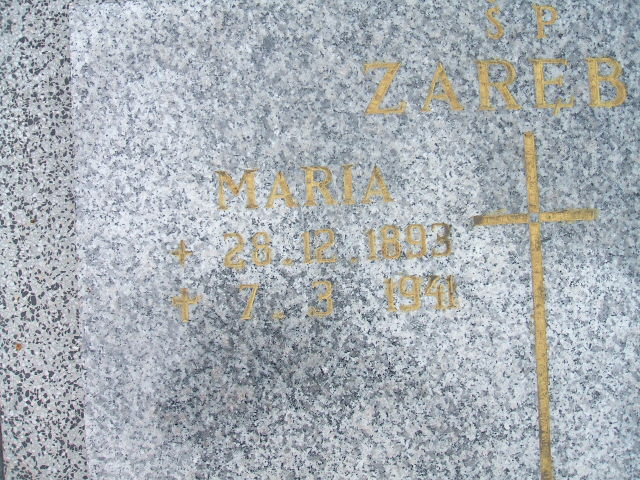 ŚP
ZARĘB
MARIA
+ 28.12.1893
+ 7.3 1941